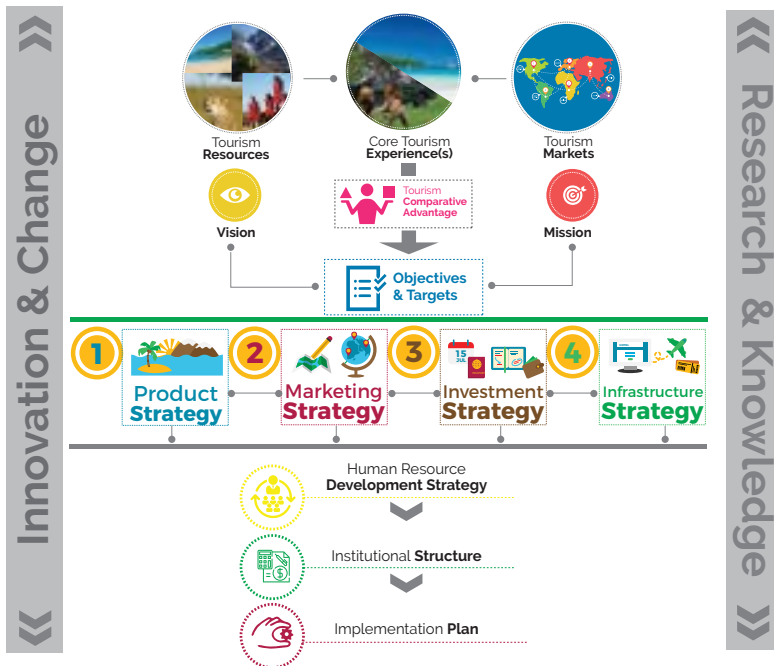 Innovation & Change
Tourism
Resources
Core Tourism
Experience(s)
Tourism
Markets
Tourism
Comparative
Advantage
Vision
Mission
Objectives
& Targets
1
Product
Strategy
2
Marketing
Strategy
3
15
JUL
Investment
Strategy
4
Infrastructure
Strategy
Human Resource
Development Strategy
Institutional Structure
Implementation Plan
Research & Knowledge